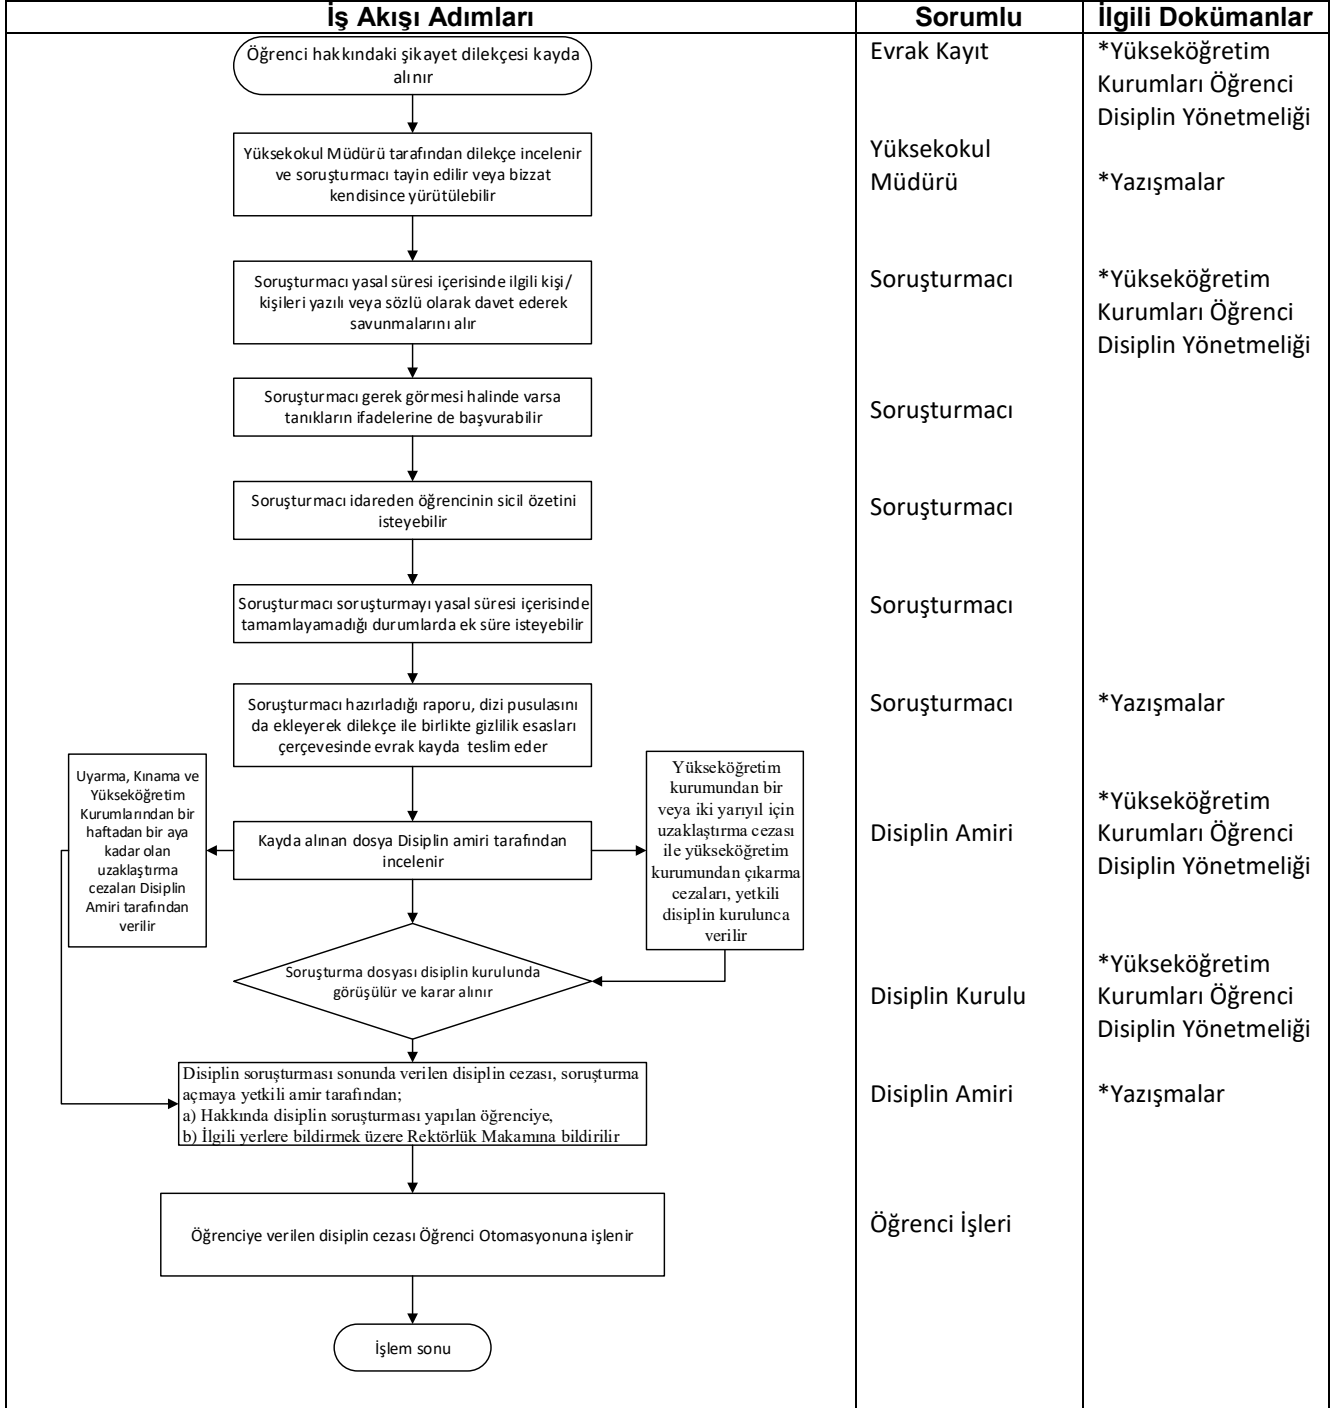 İş Akışı Adımları
Sorumlu
İlgili Dokümanlar
Öğrenci hakkındaki şikayet dilekçesi kayda
alınır
Evrak Kayıt
*Yükseköğretim
Kurumları Öğrenci
Disiplin Yönetmeliği
Yüksekokul Müdürü tarafından dilekçe incelenir
ve soruşturmacı tayin edilir veya bizzat
kendisince yürütülebilir
Yüksekokul
Müdürü
*Yazışmalar
Soruşturmacı yasal süresi içerisinde ilgili kişi/
kişileri yazılı veya sözlü olarak davet ederek
savunmalarını alır
Soruşturmacı
*Yükseköğretim
Kurumları Öğrenci
Disiplin Yönetmeliği
Soruşturmacı gerek görmesi halinde varsa
tanıkların ifadelerine de başvurabilir
Soruşturmacı
Soruşturmacı idareden öğrencinin sicil özetini
isteyebilir
Soruşturmacı
Soruşturmacı soruşturmayı yasal süresi içerisinde
tamamlayamadığı durumlarda ek süre isteyebilir
Soruşturmacı
Soruşturmacı hazırladığı raporu, dizi pusulasını
da ekleyerek dilekçe ile birlikte gizlilik esasları
çerçevesinde evrak kayda teslim eder
Soruşturmacı
*Yazışmalar
Uyarma, Kınama ve
Yükseköğretim
Kurumlarından bir
haftadan bir aya
kadar olan
uzaklaştırma
cezaları Disiplin
Amiri tarafından
verilir
Kayda alınan dosya Disiplin amiri tarafından
incelenir
Yükseköğretim
kurumundan bir
veya iki yarıyıl için
uzaklaştırma cezası
ile yükseköğretim
kurumundan çıkarma
cezaları, yetkili
disiplin kurulunca
verilir
Disiplin Amiri
*Yükseköğretim
Kurumları Öğrenci
Disiplin Yönetmeliği
Soruşturma dosyası disiplin kurulunda
görüşülür ve karar alınır
Disiplin Kurulu
*Yükseköğretim
Kurumları Öğrenci
Disiplin Yönetmeliği
Disiplin soruşturması sonunda verilen disiplin cezası, soruşturma
açmaya yetkili amir tarafından;
a) Hakkında disiplin soruşturması yapılan öğrenciye,
b) İlgili yerlere bildirmek üzere Rektörlük Makamına bildirilir
Disiplin Amiri
*Yazışmalar
Öğrenciye verilen disiplin cezası Öğrenci Otomasyonuna işlenir
Öğrenci İşleri
İşlem sonu